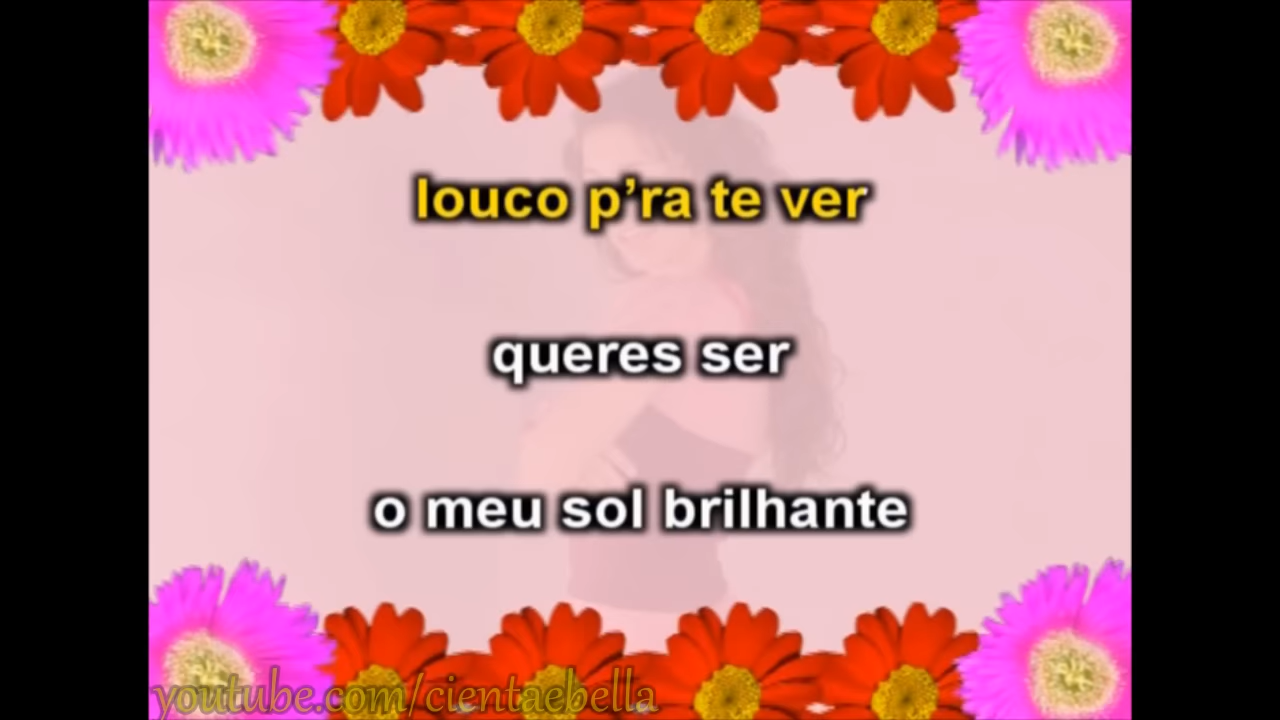 louco p’ra te ver
queres ser
o meu sol brilhante
youtube.com/cientaebella